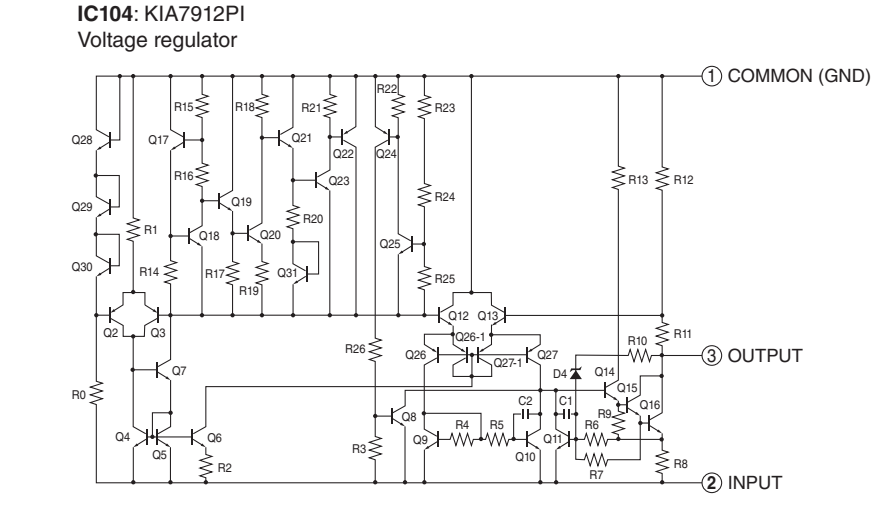 IC104: KIA7912PI
Voltage regulator
1 COMMON (GND)
R15 R18 R21 R22 R23
Q28 Q17 Q21 Q22 Q24
R16 Q23 R13 R12
Q29 Q19 R24
R1 Q18 Q20 R20 Q25
Q30 R14 R17 R19 Q31 R25
Q2 Q3 Q12 Q13
R26 Q26 Q26-1 Q27-1 Q27 R10 R11
3 OUTPUT
Q7 D4 Q14 Q15
R0 Q8 C2 C1 R9 Q16
Q4 Q5 Q6 R3 Q9 R4 R5 Q10 Q11 R6
R2 R7 R8
2 INPUT